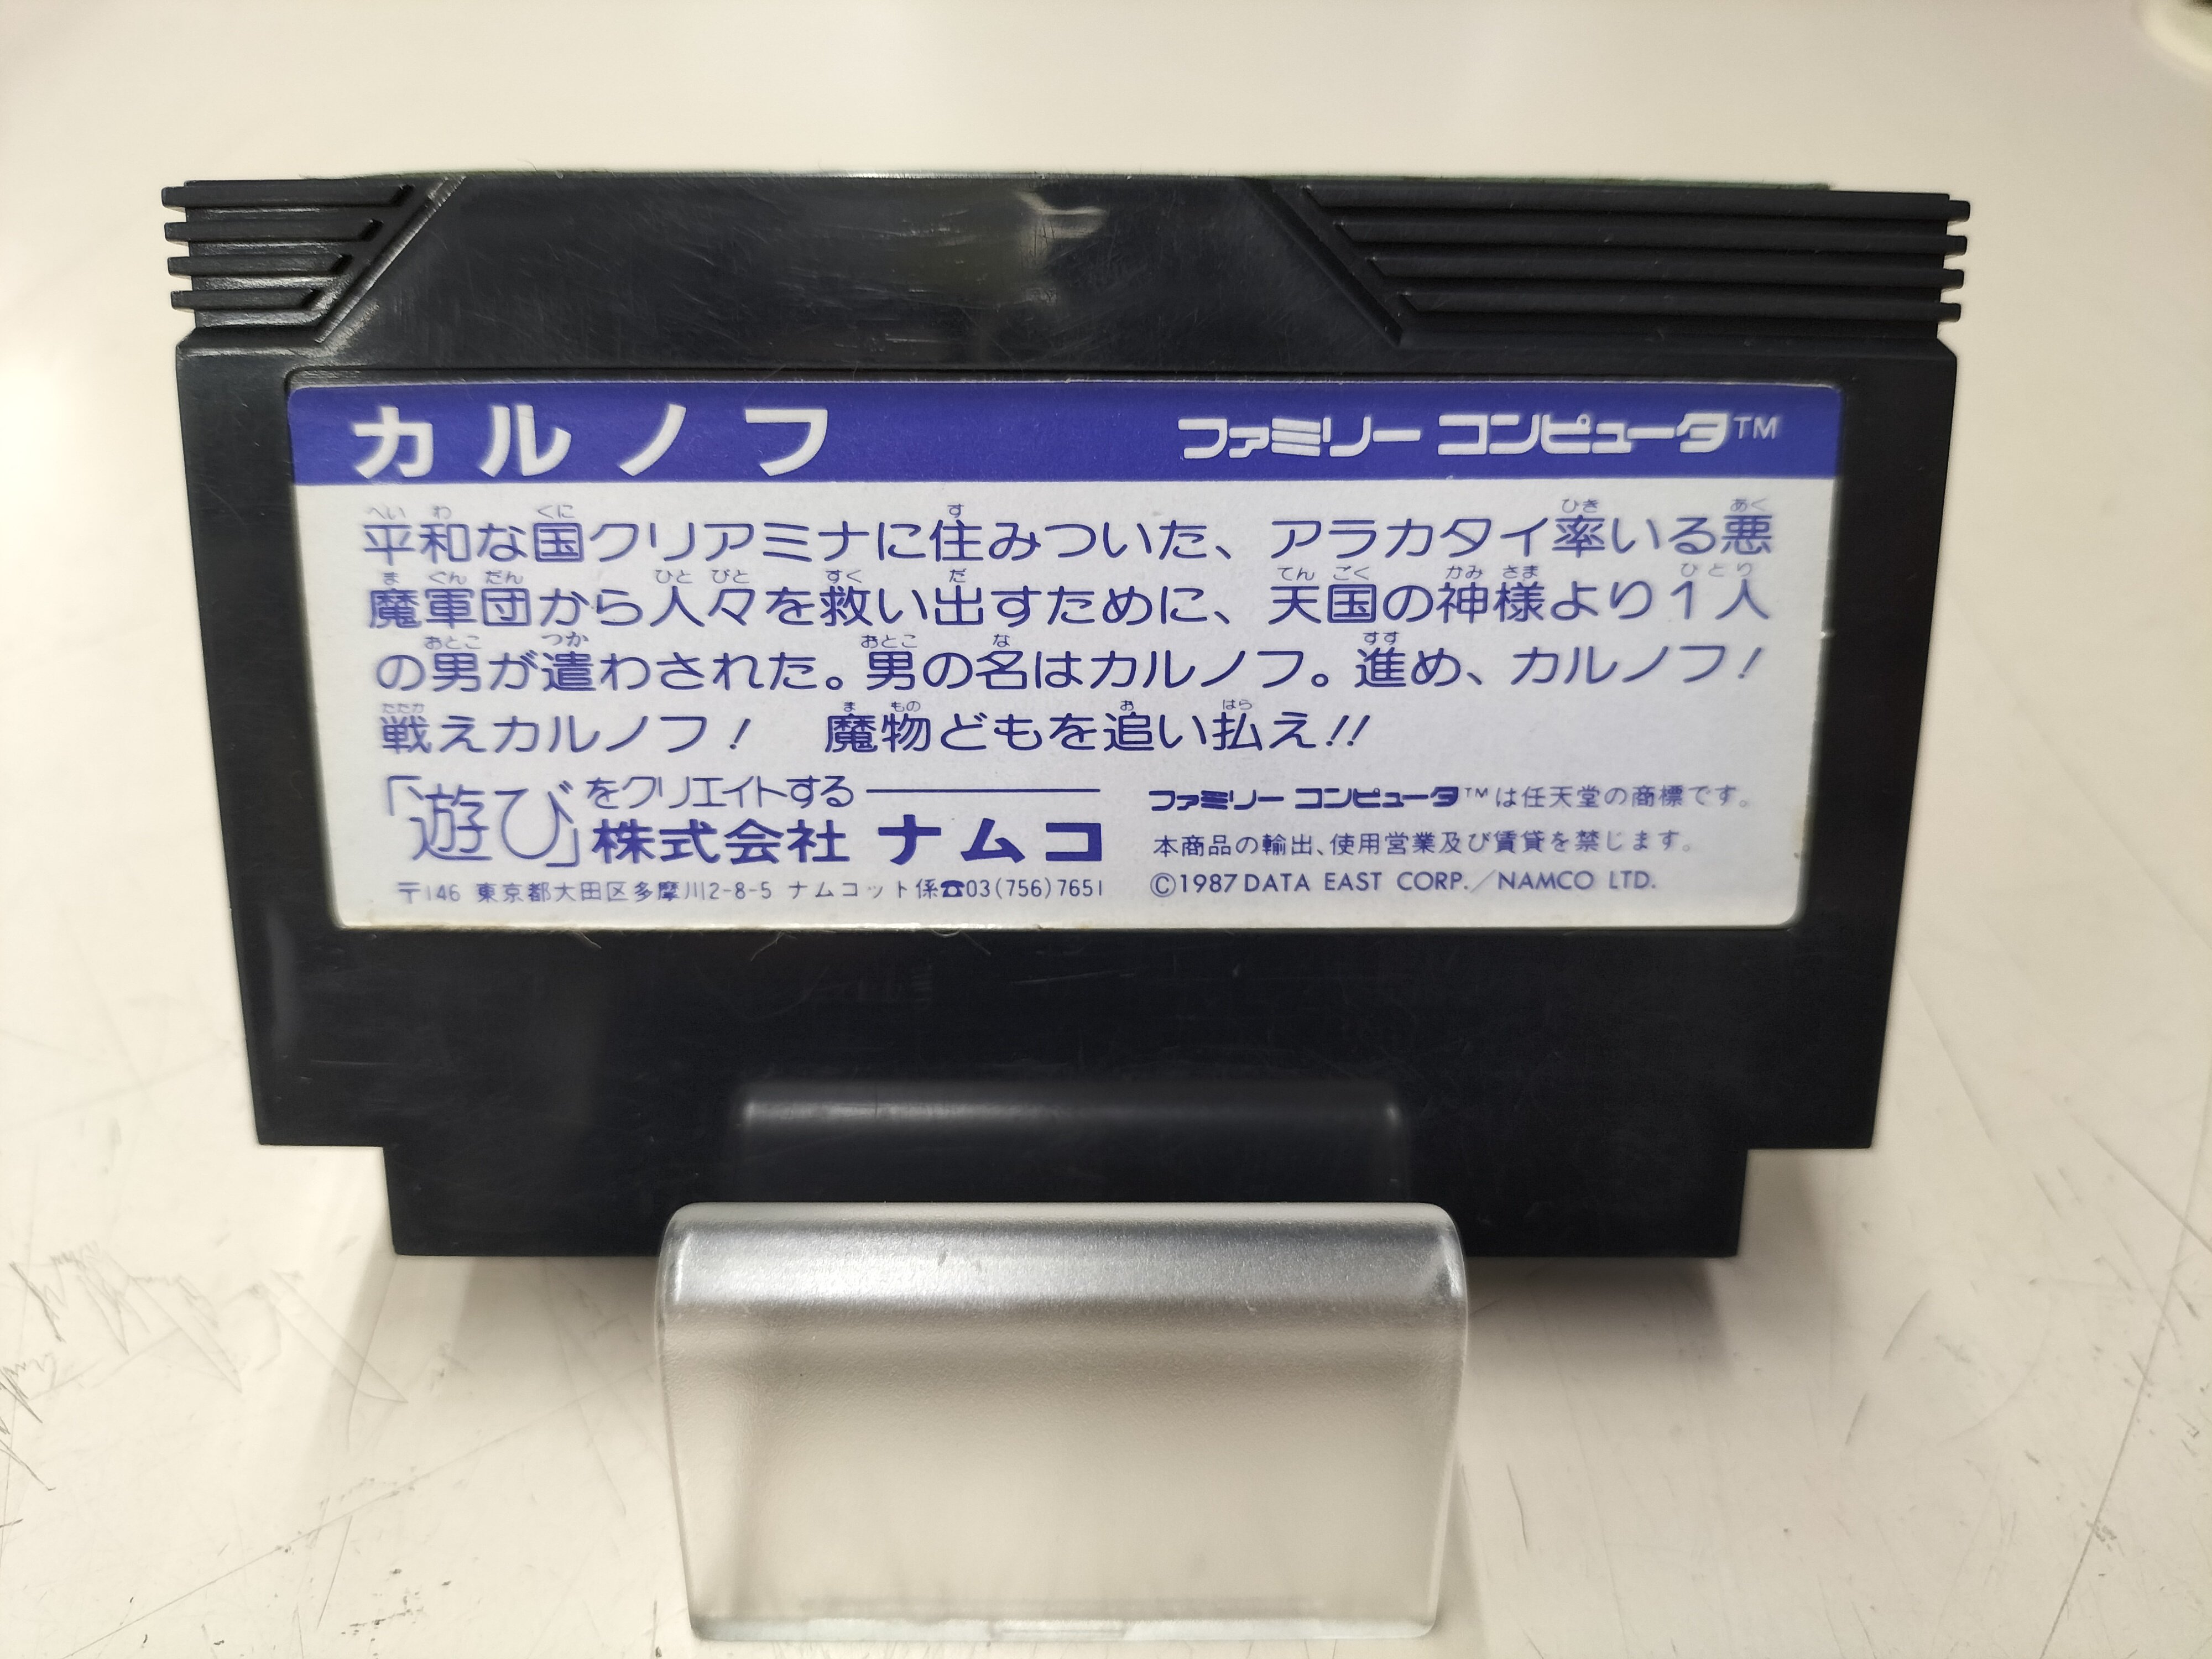 カルノフ
ファミリー コンピュータ™
平和な国クリアミナに住みついた、アラカタイ率いる悪
魔軍団から人々を救い出すために、天国の神様より1人
の男が遣わされた。男の名はカルノフ。進め、カルノフ!
戦えカルノフ! 魔物どもを追い払え!!
「遊び」をクリエイトする
株式会社 ナムコ
〒146 東京都大田区多摩川2-8-5 ナムコット係☎03(756)7651
ファミリー コンピュータ™は任天堂の商標です。
本商品の輸出、使用営業及び賃貸を禁じます。
©1987 DATA EAST CORP./NAMCO LTD.